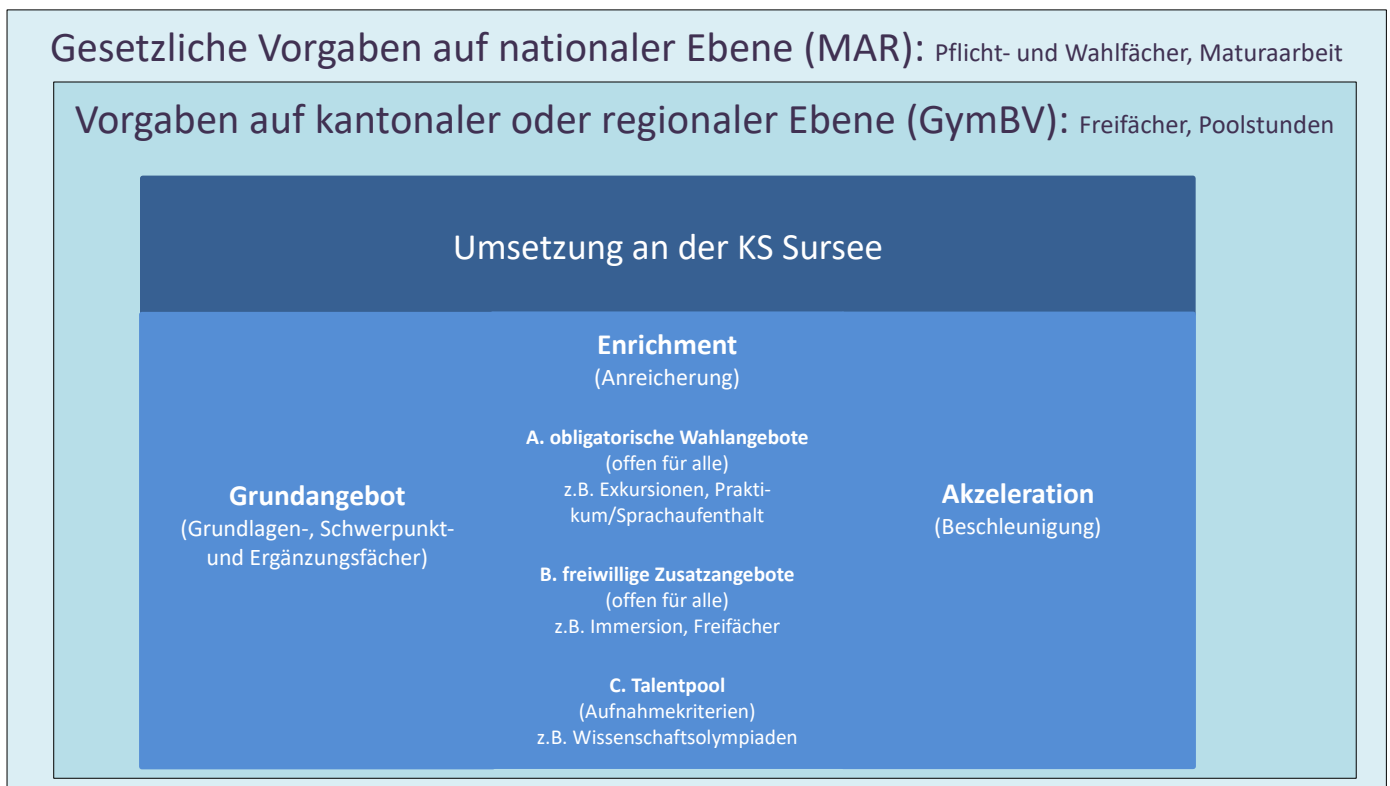 Gesetzliche Vorgaben auf nationaler Ebene (MAR): Pflicht- und Wahlfächer, Maturaarbeit
Vorgaben auf kantonaler oder regionaler Ebene (GymBV): Freifächer, Poolstunden
Umsetzung an der KS Sursee
Grundangebot
(Grundlagen-, Schwerpunkt-
und Ergänzungsfächer)
Enrichment
(Anreicherung)
A. obligatorische Wahlangebote
(offen für alle)
z.B. Exkursionen, Prakti-
kum/Sprachaufenthalt
B. freiwillige Zusatzangebote
(offen für alle)
z.B. Immersion, Freifächer
C. Talentpool
(Aufnahmekriterien)
z.B. Wissenschaftsolympiaden
Akzeleration
(Beschleunigung)